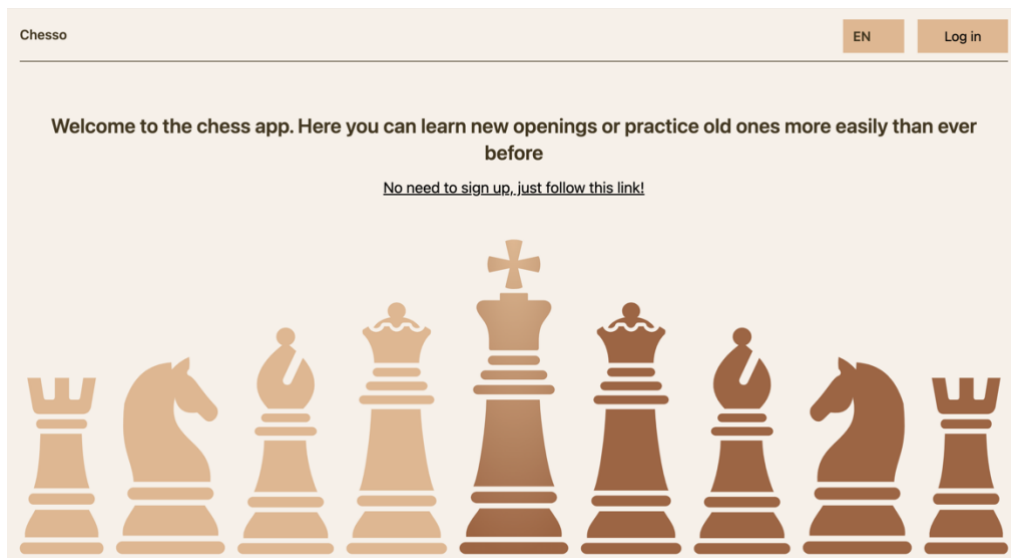 Chesso
EN
Log in
Welcome to the chess app. Here you can learn new openings or practice old ones more easily than ever
before
No need to sign up, just follow this link!